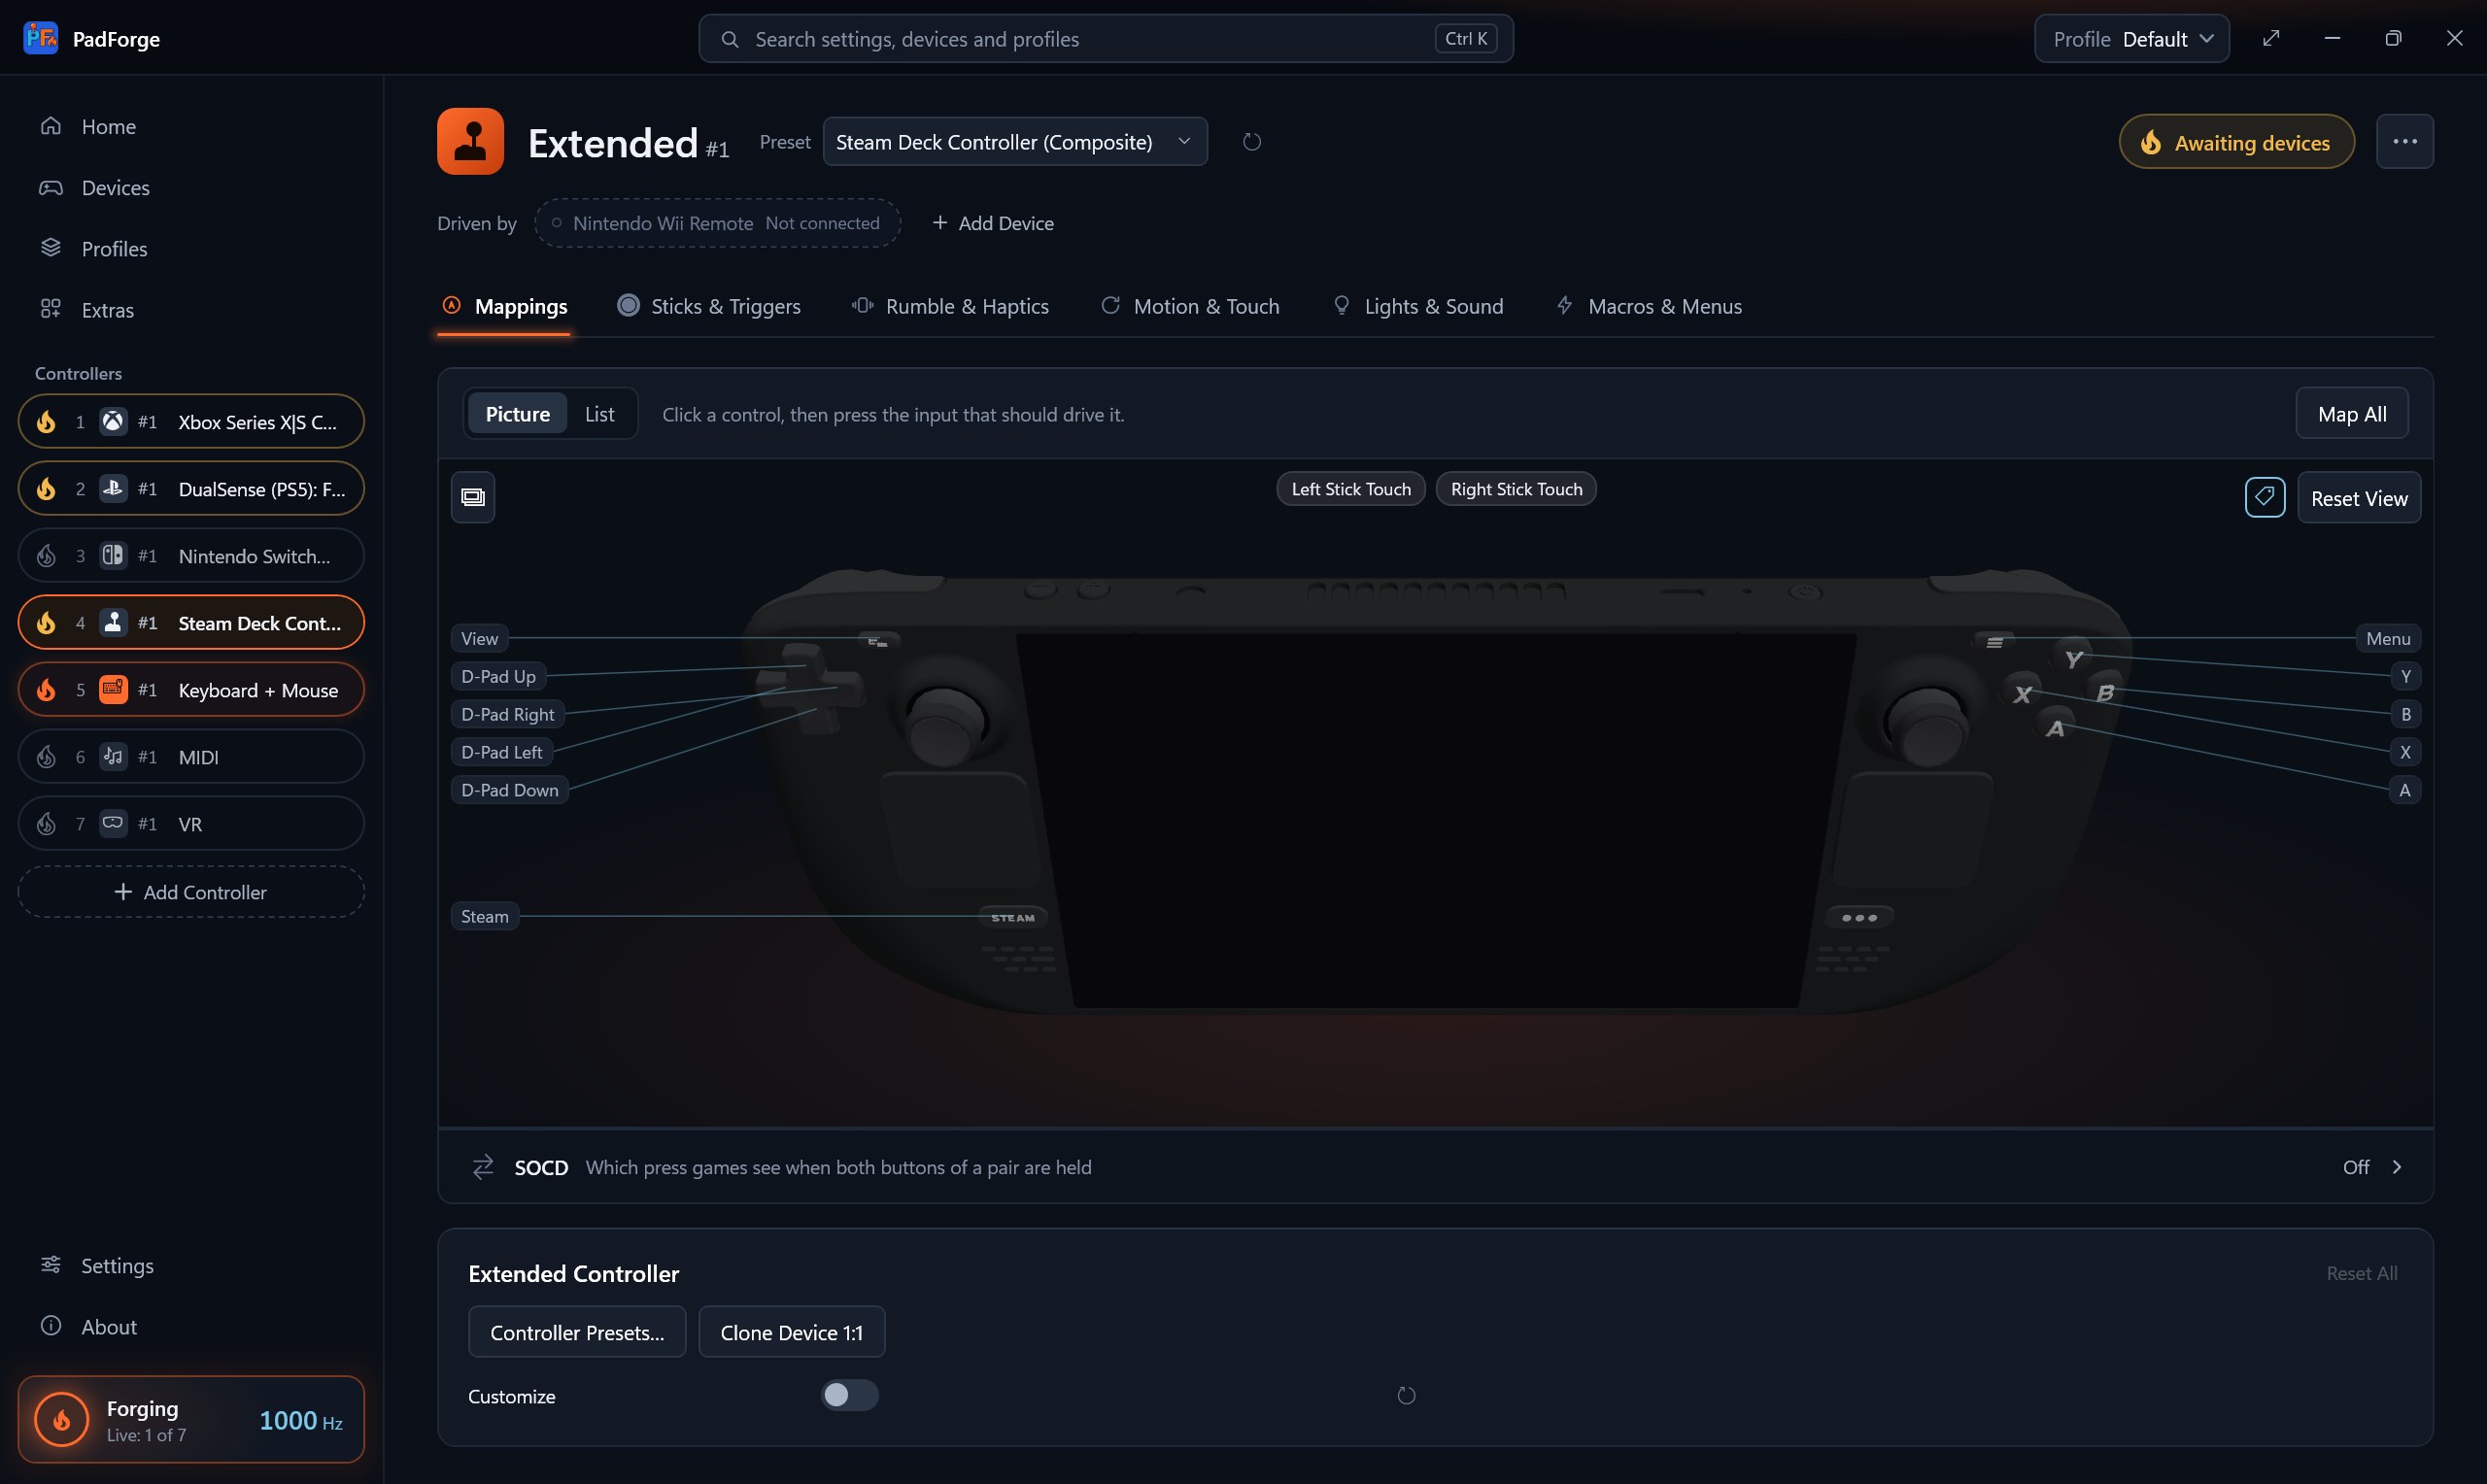 PadForge
Search settings, devices and profiles
Ctrl K
Profile Default
Home
Devices
Profiles
Extras
Controllers
1 #1 Xbox Series X|S C...
2 #1 DualSense (PS5): F...
3 #1 Nintendo Switch...
4 #1 Steam Deck Cont...
5 #1 Keyboard + Mouse
6 #1 MIDI
7 #1 VR
+ Add Controller
Settings
About
Forging
Live: 1 of 7
1000 Hz
Extended #1
Preset
Steam Deck Controller (Composite)
Awaiting devices
Driven by
Nintendo Wii Remote Not connected
+ Add Device
Mappings
Sticks & Triggers
Rumble & Haptics
Motion & Touch
Lights & Sound
Macros & Menus
Picture
List
Click a control, then press the input that should drive it.
Map All
Left Stick Touch
Right Stick Touch
Reset View
View
D-Pad Up
D-Pad Right
D-Pad Left
D-Pad Down
Steam
STEAM
Y
X
B
A
Menu
Y
B
X
A
SOCD
Which press games see when both buttons of a pair are held
Off
Extended Controller
Reset All
Controller Presets...
Clone Device 1:1
Customize